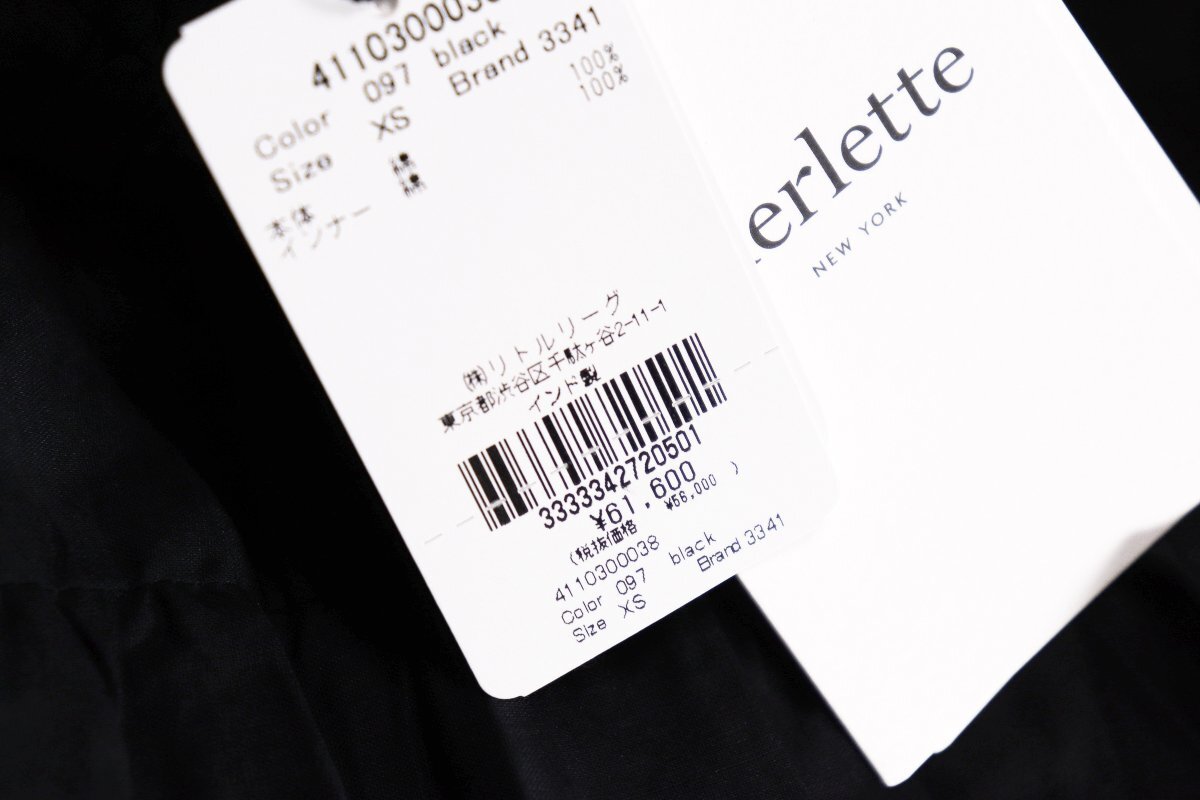 4110300038
Color 097 black
Size XS Brand 3341
本体 綿 100%
インナー 綿 100%
㈱リトルリーグ
東京都渋谷区千駄ヶ谷2-11-1
インド製
3333342720501
¥61,600
(税抜価格 ¥56,000 )
4110300038
Color 097 black
Size XS Brand 3341
erlette
NEW YORK